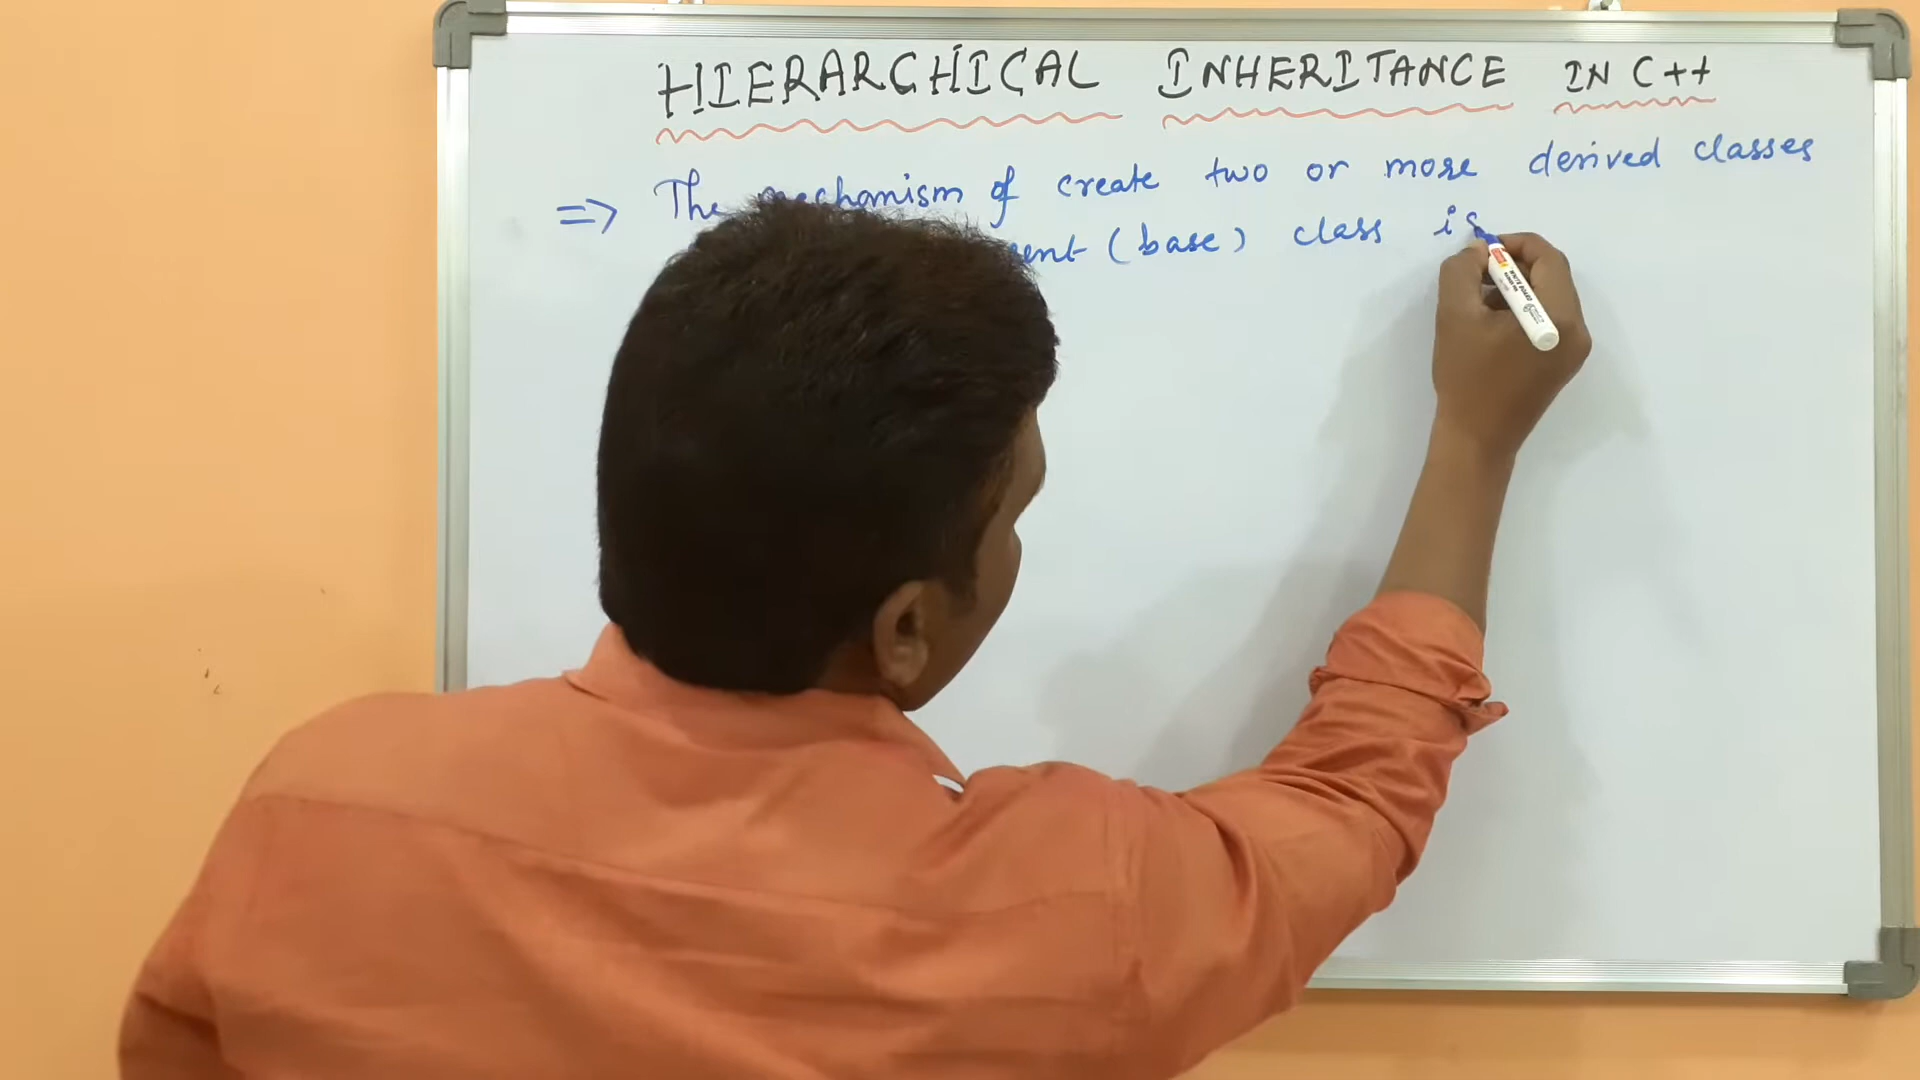 HIERARCHICAL INHERITANCE IN C++
=> The mechanism of create two or more derived classes
(base) class is